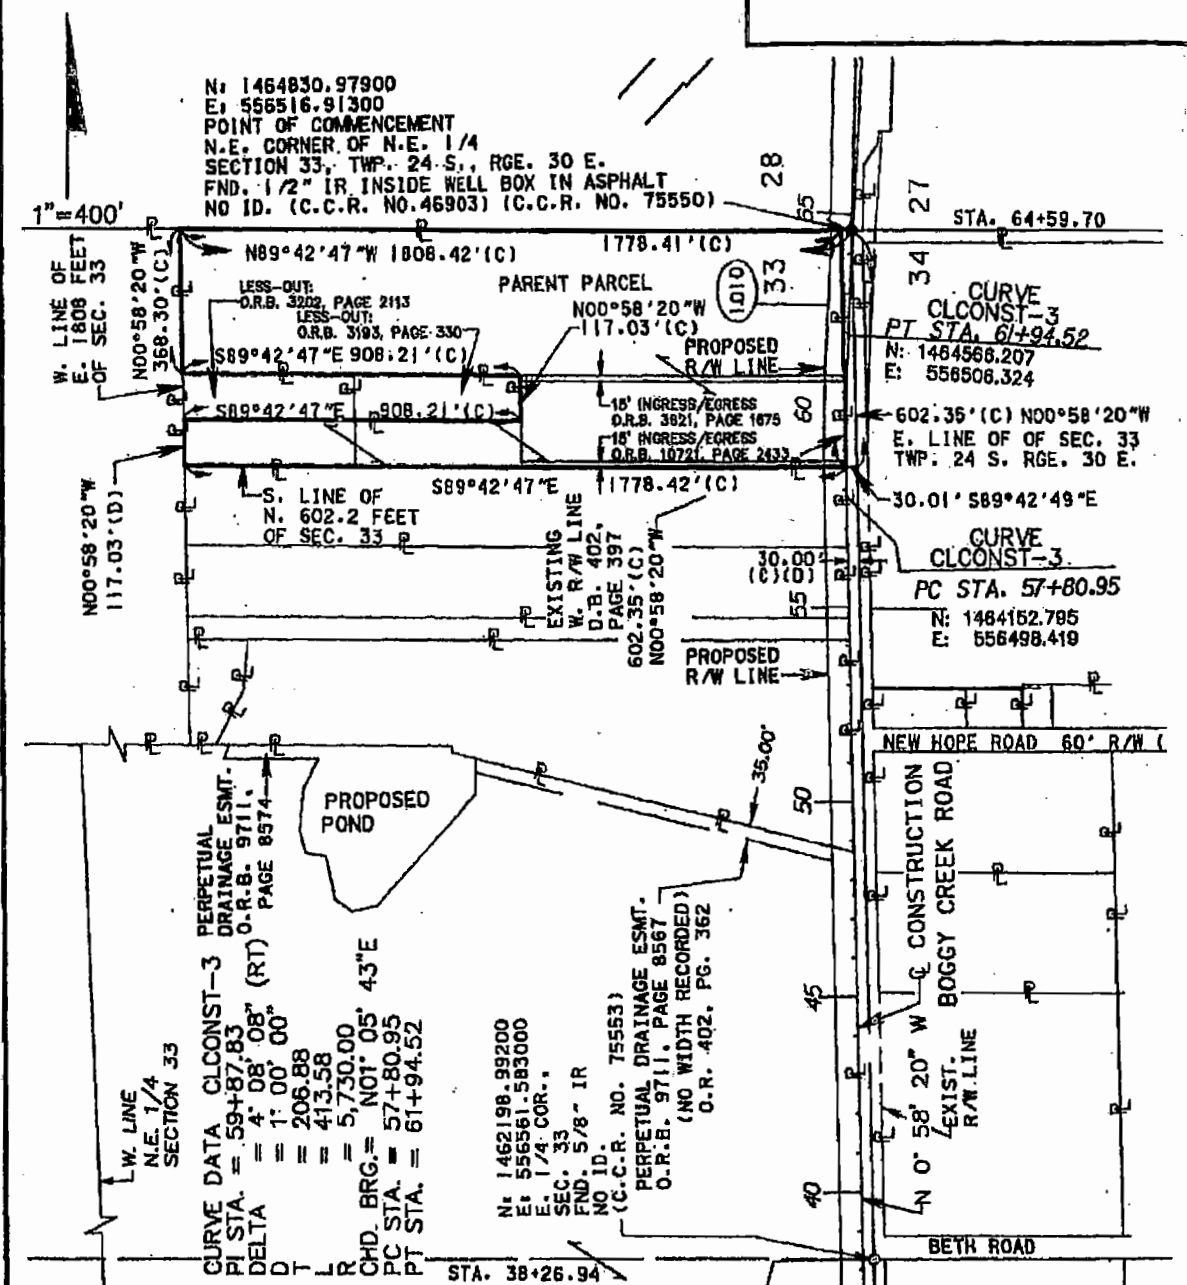 N: 1464830.97900
E: 556516.91300
POINT OF COMMENCEMENT
N.E. CORNER OF N.E. 1/4
SECTION 33, TWP. 24 S., RGE. 30 E.
FND. 1/2" IR INSIDE WELL BOX IN ASPHALT
NO ID. (C.C.R. NO.46903) (C.C.R. NO. 75550)
1"=400'
28
27
65
STA. 64+59.70
N89°42'47"W 1808.42'(C)
1778.41'(C)
33
34
1010
W. LINE OF
E. 1808 FEET
OF SEC. 33
N00°58'20"W
368.30'(C)
LESS-OUT:
O.R.B. 3202, PAGE 2113
LESS-OUT:
O.R.B. 3193, PAGE 330
PARENT PARCEL
N00°58'20"W
117.03'(C)
PROPOSED
R/W LINE
CURVE
CLCONST-3
PT STA. 61+94.52
N: 1464566.207
E: 556506.324
S89°42'47"E 908.21'(C)
S89°42'47"E 908.21'(C)
15' INGRESS/EGRESS
O.R.B. 3821, PAGE 1675
15' INGRESS/EGRESS
O.R.B. 10721, PAGE 2433
60
602.35'(C) N00°58'20"W
E. LINE OF OF SEC. 33
TWP. 24 S. RGE. 30 E.
S89°42'47"E 1778.42'(C)
30.01' S89°42'49"E
N00°58'20"W
117.03'(D)
S. LINE OF
N. 602.2 FEET
OF SEC. 33
EXISTING
W. R/W LINE
D.B. 402,
PAGE 397
602.35'(C)
N00°58'20"W
30.00'
(C)(D)
55
CURVE
CLCONST-3
PC STA. 57+80.95
N: 1464152.795
E: 556498.419
PROPOSED
R/W LINE
NEW HOPE ROAD 60' R/W (
PROPOSED
POND
35.00'
50
PERPETUAL
DRAINAGE ESMT.
O.R.B. 9711,
PAGE 8574
℄ CONSTRUCTION
BOGGY CREEK ROAD
45
N 0° 58' 20" W
EXIST.
R/W LINE
40
W. LINE
N.E. 1/4
SECTION 33
CURVE DATA CLCONST-3
PI STA. = 59+87.83
DELTA = 4° 08' 08" (RT)
D = 1° 00' 00"
T = 206.88
L = 413.58
R = 5,730.00
CHD. BRG.= N01° 05' 43"E
PC STA. = 57+80.95
PT STA. = 61+94.52
N: 1462198.99200
E: 556561.583000
E. 1/4 COR.,
SEC. 33
FND. 5/8" IR
NO ID.
(C.C.R. NO. 75553)
PERPETUAL DRAINAGE ESMT.
O.R.B. 9711, PAGE 8567
(NO WIDTH RECORDED)
O.R. 402, PG. 362
STA. 38+26.94
BETH ROAD